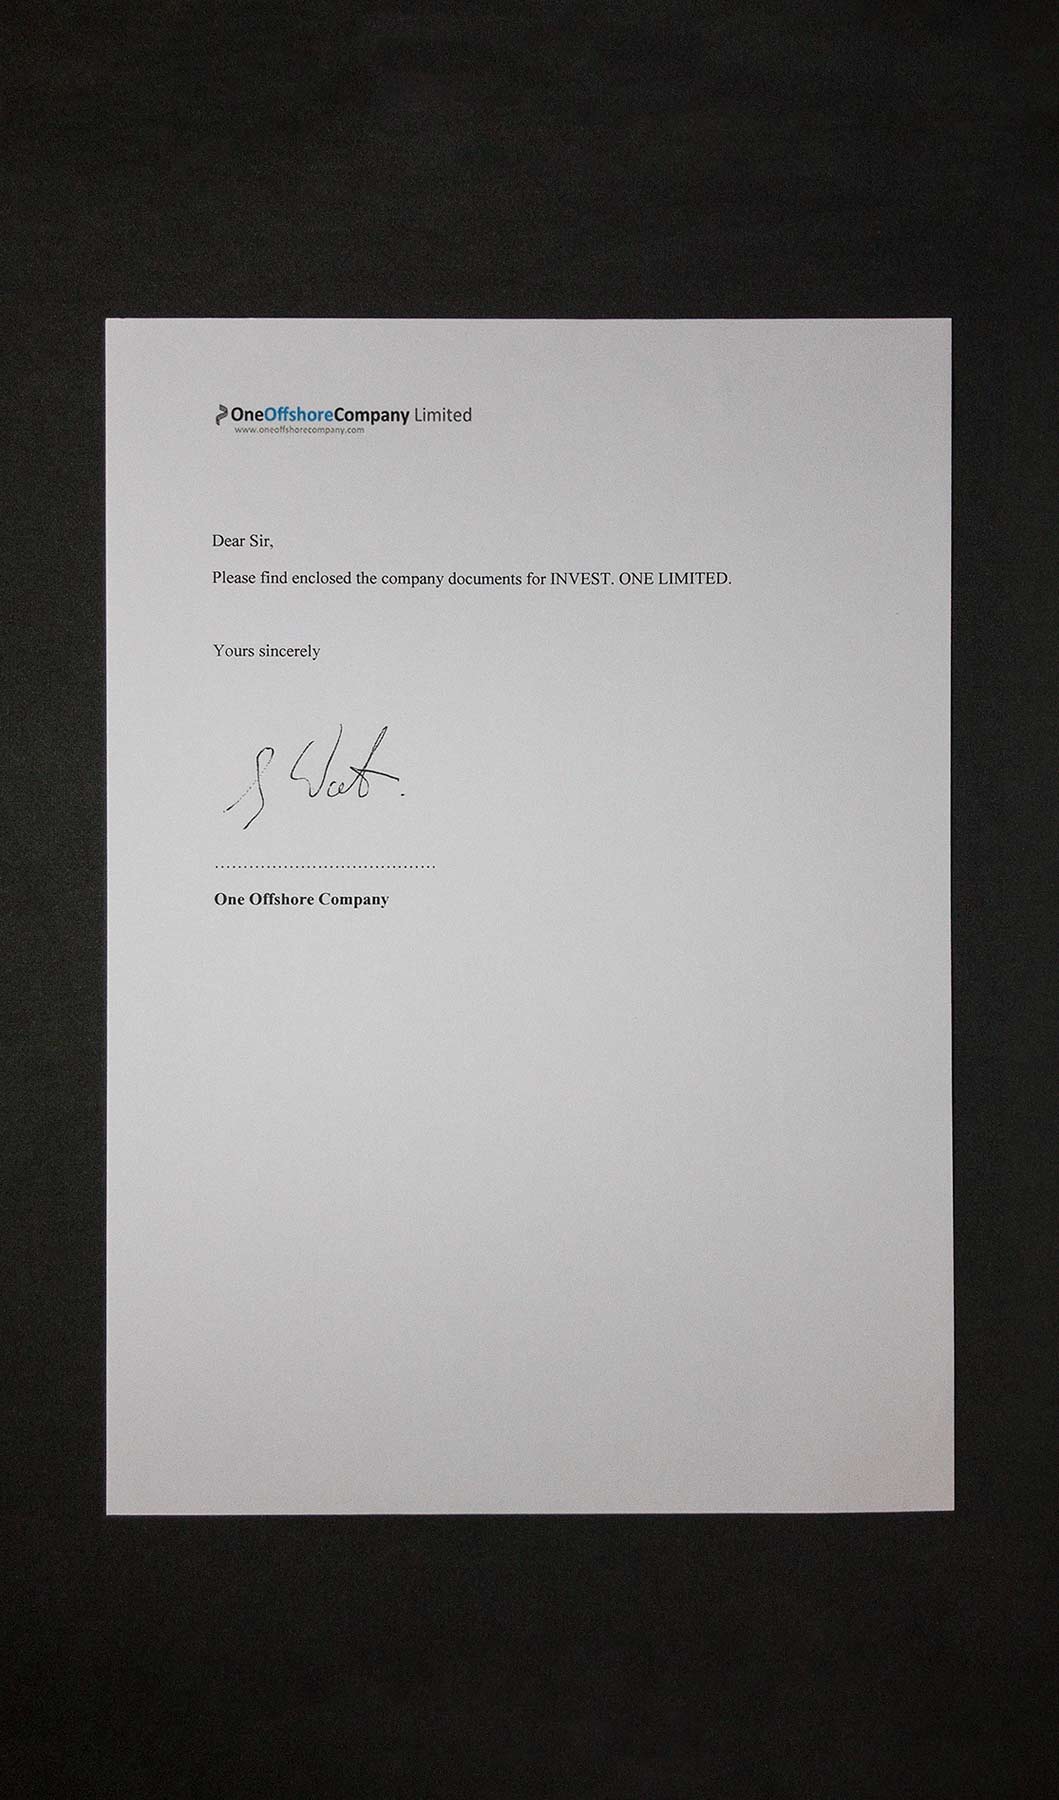 OneOffshoreCompany Limited
www.oneoffshorecompany.com
Dear Sir,
Please find enclosed the company documents for INVEST. ONE LIMITED.
Yours sincerely
.......................................
One Offshore Company